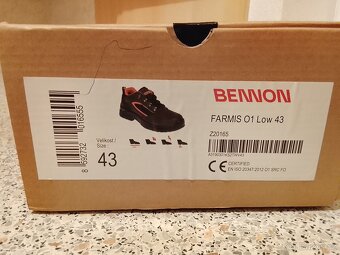 BENNON
FARMIS O1 Low 43
Z20165
Velikost /
Size:
43
CE CERTIFIED
EN ISO 20347:2012 O1 SRC FO